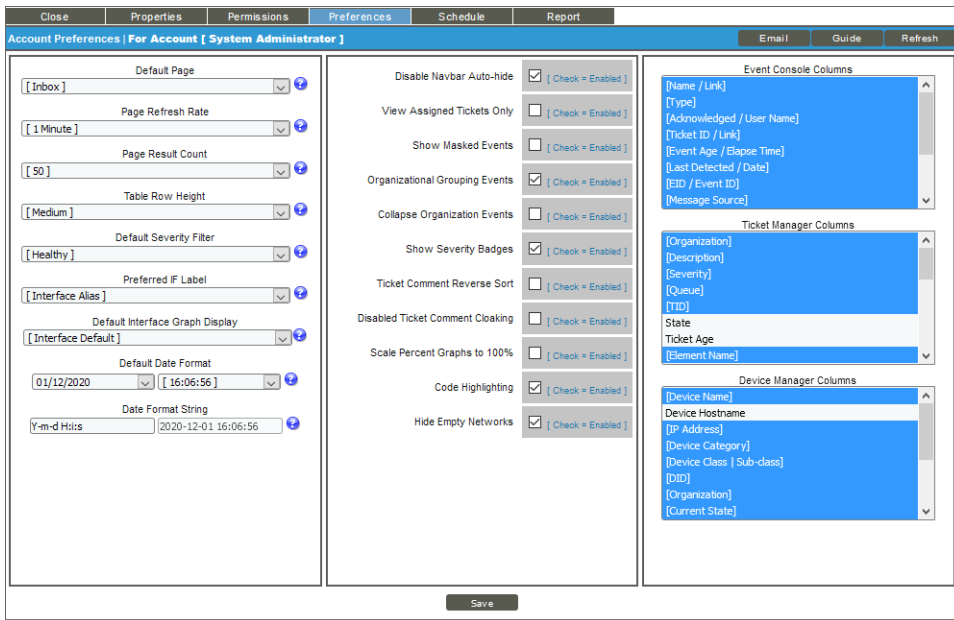 Close Properties Permissions Preferences Schedule Report
Account Preferences | For Account [ System Administrator ] Email Guide Refresh
Default Page
[ Inbox ]
Page Refresh Rate
[ 1 Minute ]
Page Result Count
[ 50 ]
Table Row Height
[ Medium ]
Default Severity Filter
[ Healthy ]
Preferred IF Label
[ Interface Alias ]
Default Interface Graph Display
[ Interface Default ]
Default Date Format
01/12/2020 [ 16:06:56 ]
Date Format String
Y-m-d H:i:s 2020-12-01 16:06:56
Disable Navbar Auto-hide [ Check = Enabled ]
View Assigned Tickets Only [ Check = Enabled ]
Show Masked Events [ Check = Enabled ]
Organizational Grouping Events [ Check = Enabled ]
Collapse Organization Events [ Check = Enabled ]
Show Severity Badges [ Check = Enabled ]
Ticket Comment Reverse Sort [ Check = Enabled ]
Disabled Ticket Comment Cloaking [ Check = Enabled ]
Scale Percent Graphs to 100% [ Check = Enabled ]
Code Highlighting [ Check = Enabled ]
Hide Empty Networks [ Check = Enabled ]
Event Console Columns
[Name / Link]
[Type]
[Acknowledged / User Name]
[Ticket ID / Link]
[Event Age / Elapse Time]
[Last Detected / Date]
[EID / Event ID]
[Message Source]
Ticket Manager Columns
[Organization]
[Description]
[Severity]
[Queue]
[TID]
State
Ticket Age
[Element Name]
Device Manager Columns
[Device Name]
Device Hostname
[IP Address]
[Device Category]
[Device Class | Sub-class]
[DID]
[Organization]
[Current State]
Save